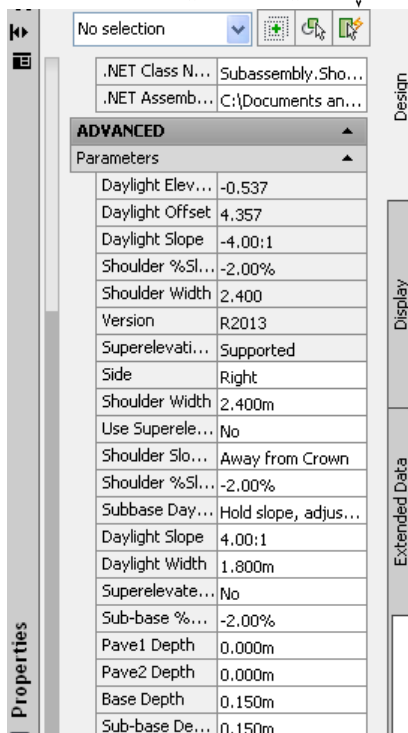 No selection
.NET Class N... Subassembly.Sho...
.NET Assemb... C:\Documents an...
ADVANCED
Parameters
Daylight Elev... -0.537
Daylight Offset 4.357
Daylight Slope -4.00:1
Shoulder %Sl... -2.00%
Shoulder Width 2.400
Version R2013
Superelevati... Supported
Side Right
Shoulder Width 2.400m
Use Superele... No
Shoulder Slo... Away from Crown
Shoulder %Sl... -2.00%
Subbase Day... Hold slope, adjus...
Daylight Slope 4.00:1
Daylight Width 1.800m
Superelevate... No
Sub-base %... -2.00%
Pave1 Depth 0.000m
Pave2 Depth 0.000m
Base Depth 0.150m
Sub-base De... 0.150m
Design
Display
Extended Data
Properties